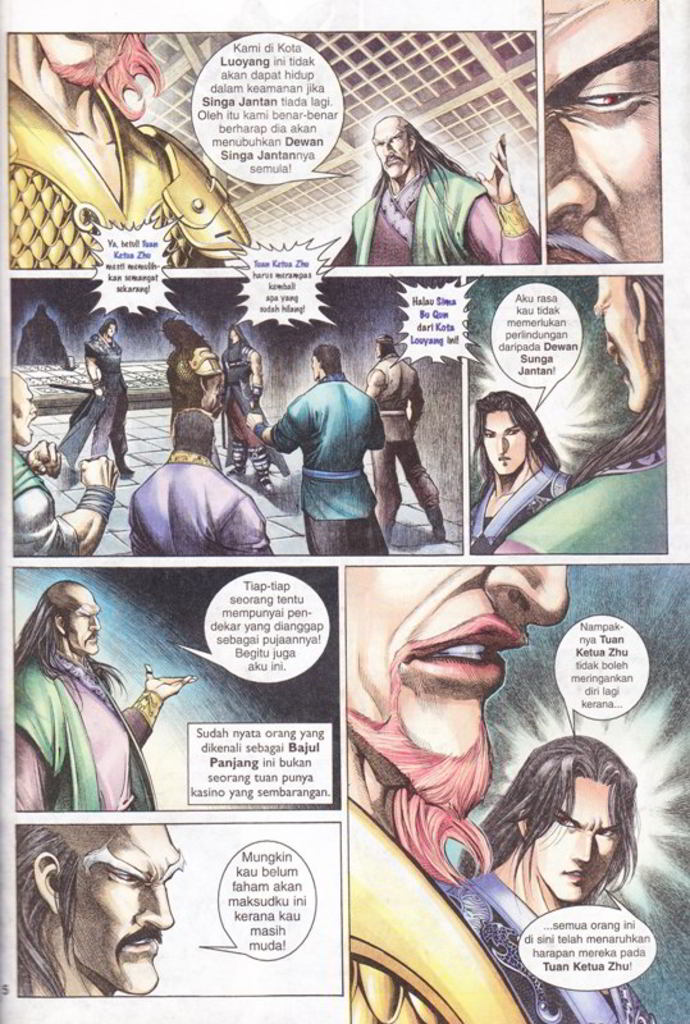 Kami di Kota
Luoyang ini tidak
akan dapat hidup
dalam keamanan jika
Singa Jantan tiada lagi.
Oleh itu kami benar-benar
berharap dia akan
menubuhkan Dewan
Singa Jantannya
semula!
Ya, betul! Tuan
Ketua Zhu
mesti memulih-
kan semangat
sekarang!
Tuan Ketua Zhu
harus merampas
kembali
apa yang
sudah hilang!
Halau Sima
Bu Qun
dari Kota
Louyang ini!
Aku rasa
kau tidak
memerlukan
perlindungan
daripada Dewan
Sunga
Jantan!
Tiap-tiap
seorang tentu
mempunyai pen-
dekar yang dianggap
sebagai pujaannya!
Begitu juga
aku ini.
Sudah nyata orang yang
dikenali sebagai Bajul
Panjang ini bukan
seorang tuan punya
kasino yang sembarangan.
Mungkin
kau belum
faham akan
maksudku ini
kerana kau
masih
muda!
Nampak-
nya Tuan
Ketua Zhu
tidak boleh
meringankan
diri lagi
kerana...
...semua orang ini
di sini telah menaruhkan
harapan mereka pada
Tuan Ketua Zhu!
5